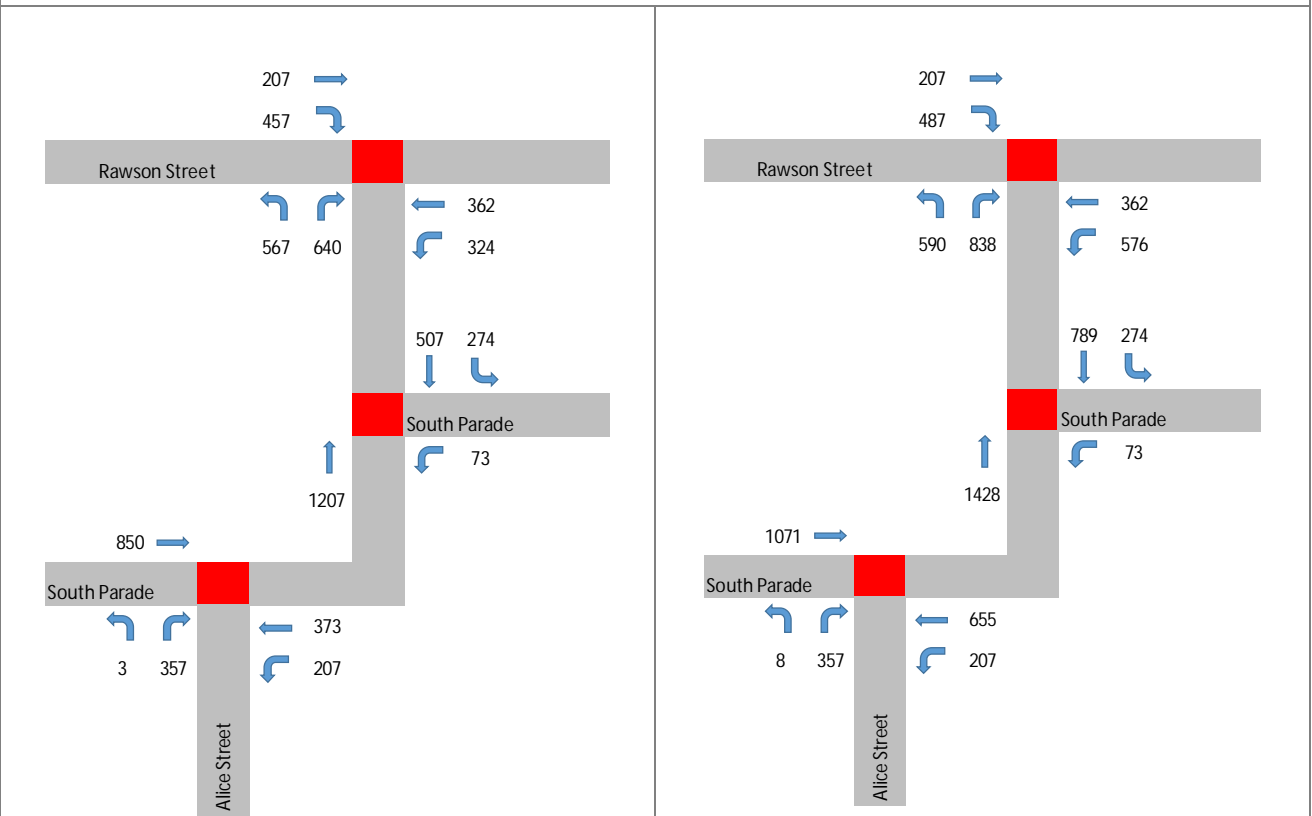 207
457
Rawson Street
362
567 640 324
507 274
South Parade
73
1207
850
South Parade
373
3 357 207
Alice Street
207
487
Rawson Street
362
590 838 576
789 274
South Parade
73
1428
1071
South Parade
655
8 357 207
Alice Street